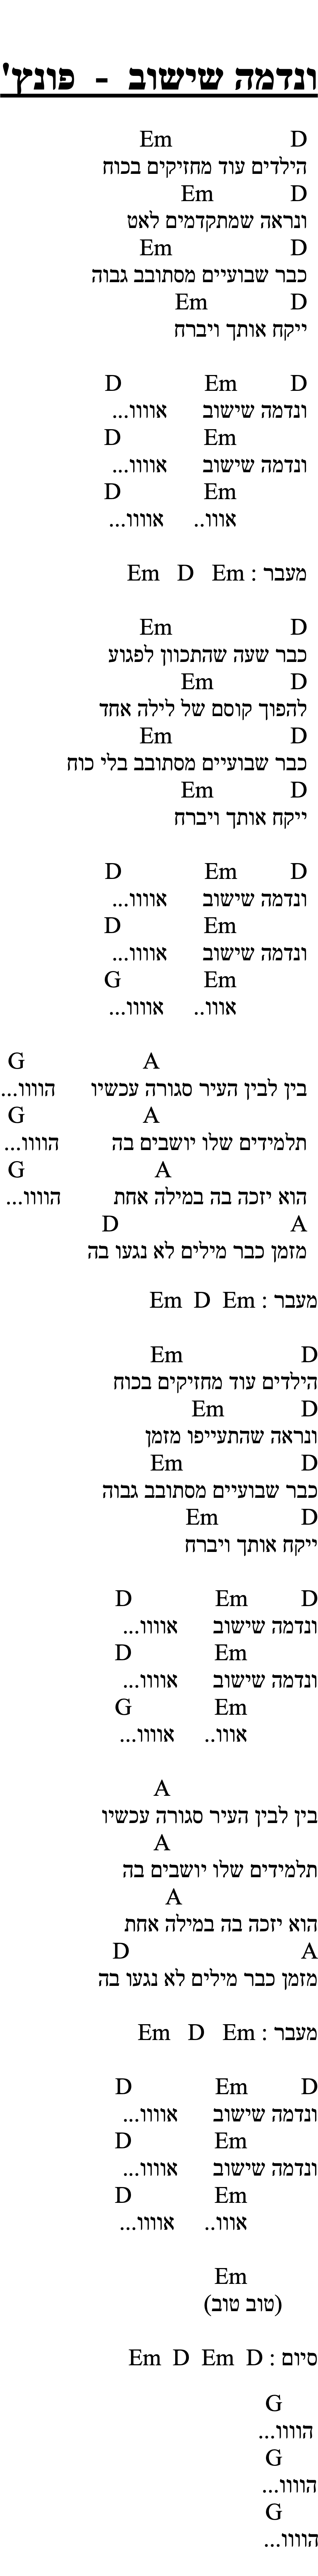 ונדמה שישוב - פונץ'
D Em
הילדים עוד מחזיקים בכוח
D Em
ונראה שמתקדמים לאט
D Em
כבר שבועיים מסתובב גבוה
D Em
ייקח אותך ויברח
D Em D
ונדמה שישוב אוווו...
Em D
ונדמה שישוב אוווו...
Em D
אווו.. אוווו...
מעבר : Em D Em
D Em
כבר שעה שהתכוון לפגוע
D Em
להפוך קוסם של לילה אחד
D Em
כבר שבועיים מסתובב בלי כוח
D Em
ייקח אותך ויברח
D Em D
ונדמה שישוב אוווו...
Em D
ונדמה שישוב אוווו...
Em G
אווו.. אוווו...
A G
בין לבין העיר סגורה עכשיו הוווו...
A G
תלמידים שלו יושבים בה הוווו...
A G
הוא יזכה בה במילה אחת הוווו...
A D
מזמן כבר מילים לא נגעו בה
מעבר : Em D Em
D Em
הילדים עוד מחזיקים בכוח
D Em
ונראה שהתעייפו מזמן
D Em
כבר שבועיים מסתובב גבוה
D Em
ייקח אותך ויברח
D Em D
ונדמה שישוב אוווו...
Em D
ונדמה שישוב אוווו...
Em G
אווו.. אוווו...
A
בין לבין העיר סגורה עכשיו
A
תלמידים שלו יושבים בה
A
הוא יזכה בה במילה אחת
A D
מזמן כבר מילים לא נגעו בה
מעבר : Em D Em
D Em D
ונדמה שישוב אוווו...
Em D
ונדמה שישוב אוווו...
Em D
אווו.. אוווו...
Em
(טוב טוב)
סיום : Em D Em D
G
הוווו...
G
הוווו...
G
הוווו...